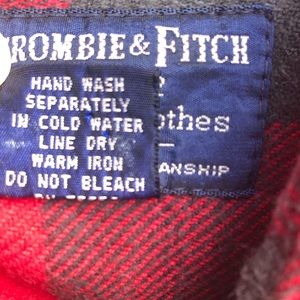 ROMBIE & FITCH
HAND WASH
SEPARATELY
IN COLD WATER
othes
LINE DRY
WARM IRON
ANSHIP
DO NOT BLEACH